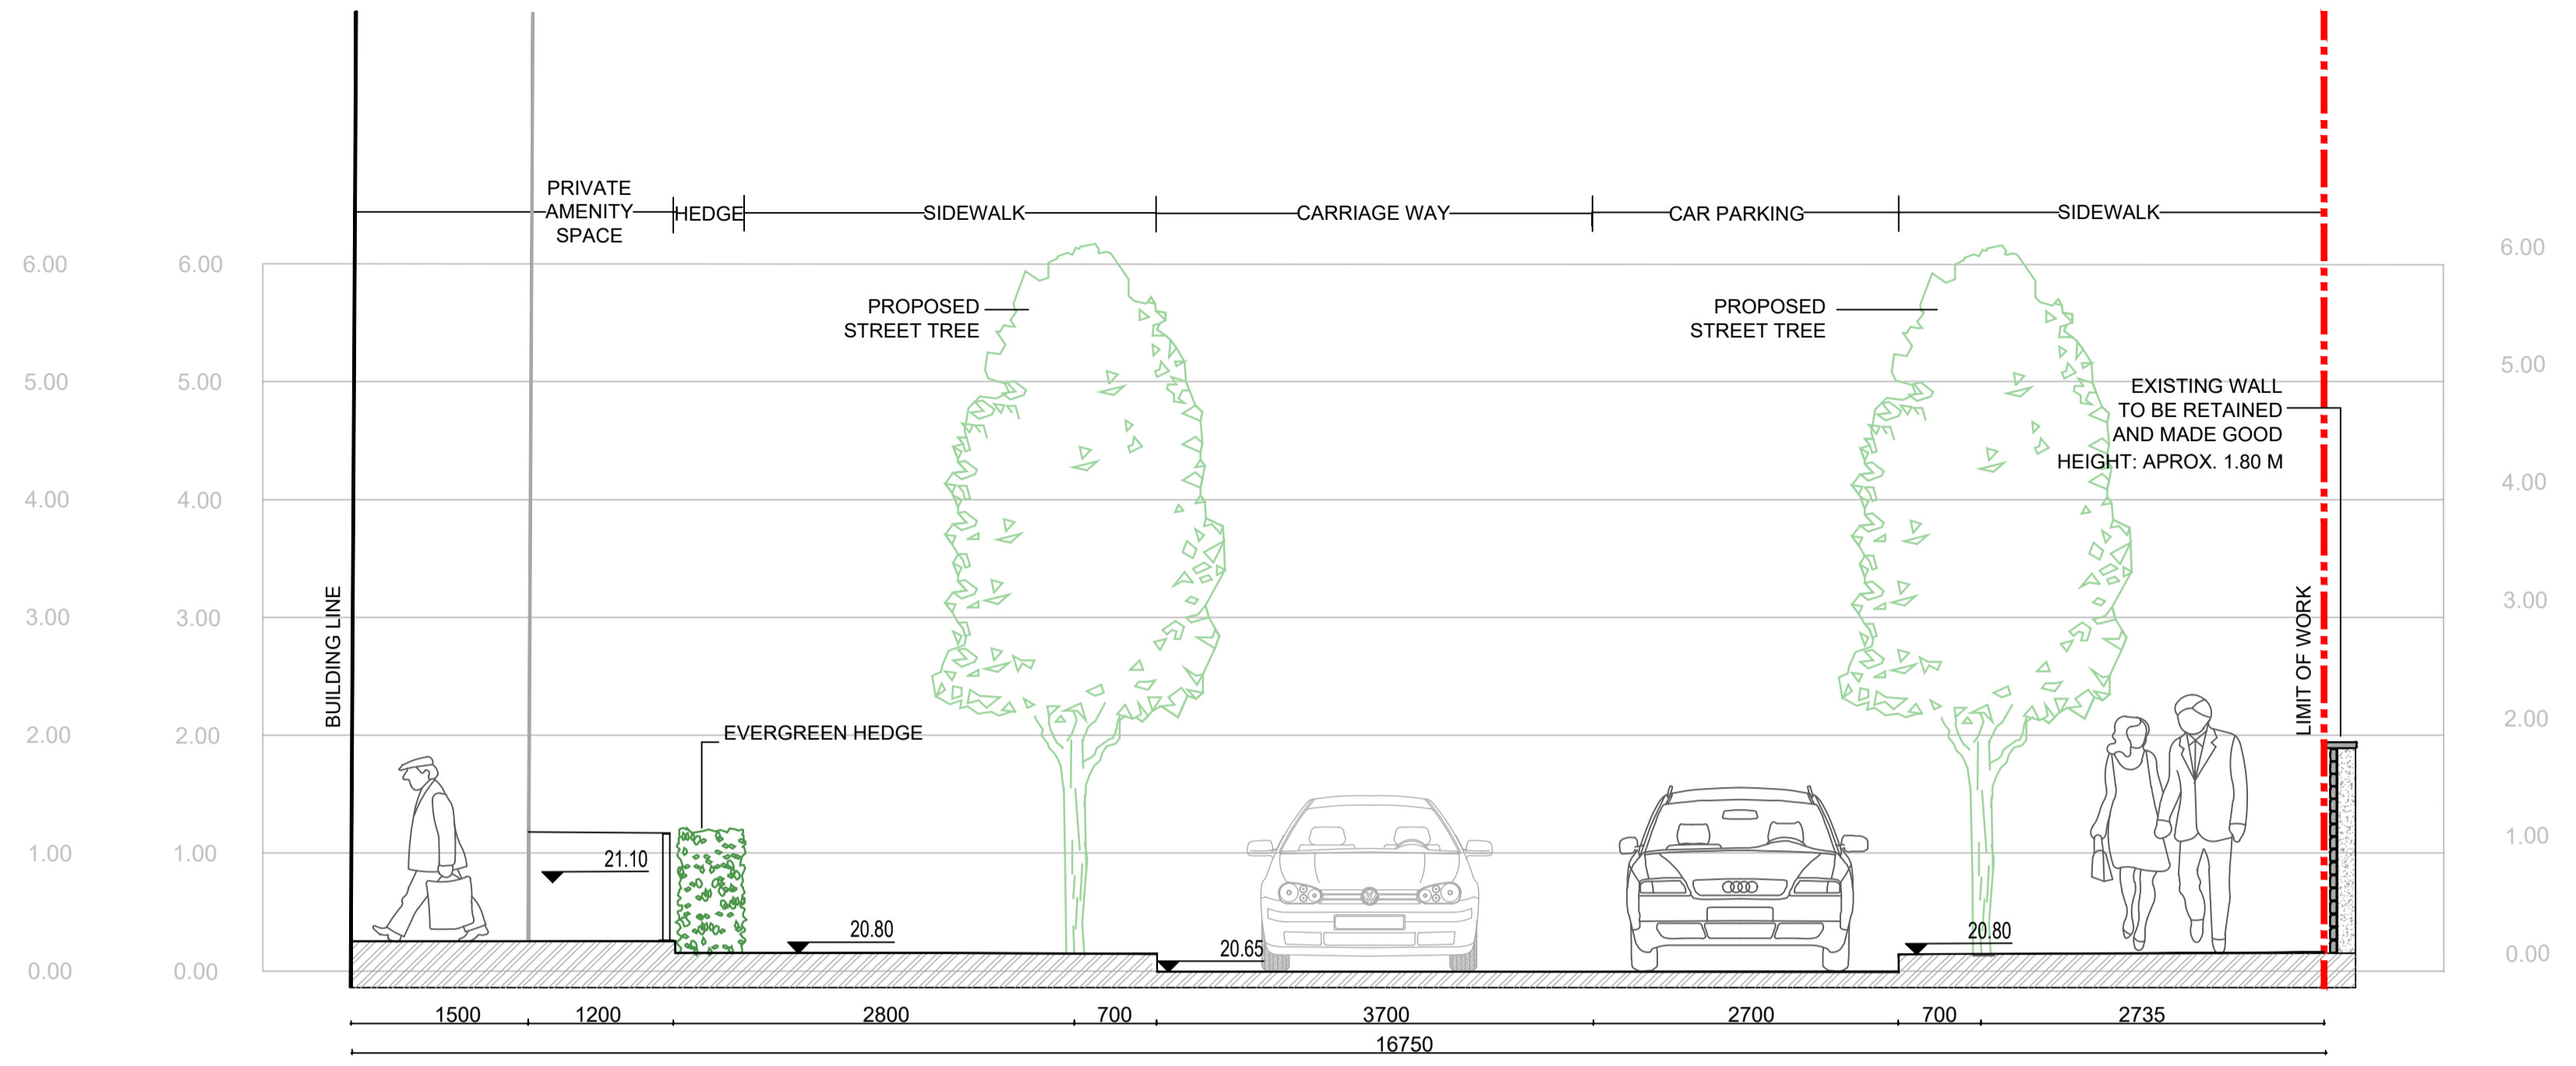 PRIVATE
AMENITY
SPACE
HEDGE
SIDEWALK
CARRIAGE WAY
CAR PARKING
SIDEWALK
6.00
6.00
6.00
PROPOSED
STREET TREE
PROPOSED
STREET TREE
5.00
5.00
5.00
EXISTING WALL
TO BE RETAINED
AND MADE GOOD
HEIGHT: APROX. 1.80 M
4.00
4.00
4.00
3.00
3.00
3.00
BUILDING LINE
LIMIT OF WORK
2.00
2.00
2.00
EVERGREEN HEDGE
1.00
1.00
1.00
21.10
20.80
20.65
20.80
0.00
0.00
0.00
1500
1200
2800
700
3700
2700
700
2735
16750